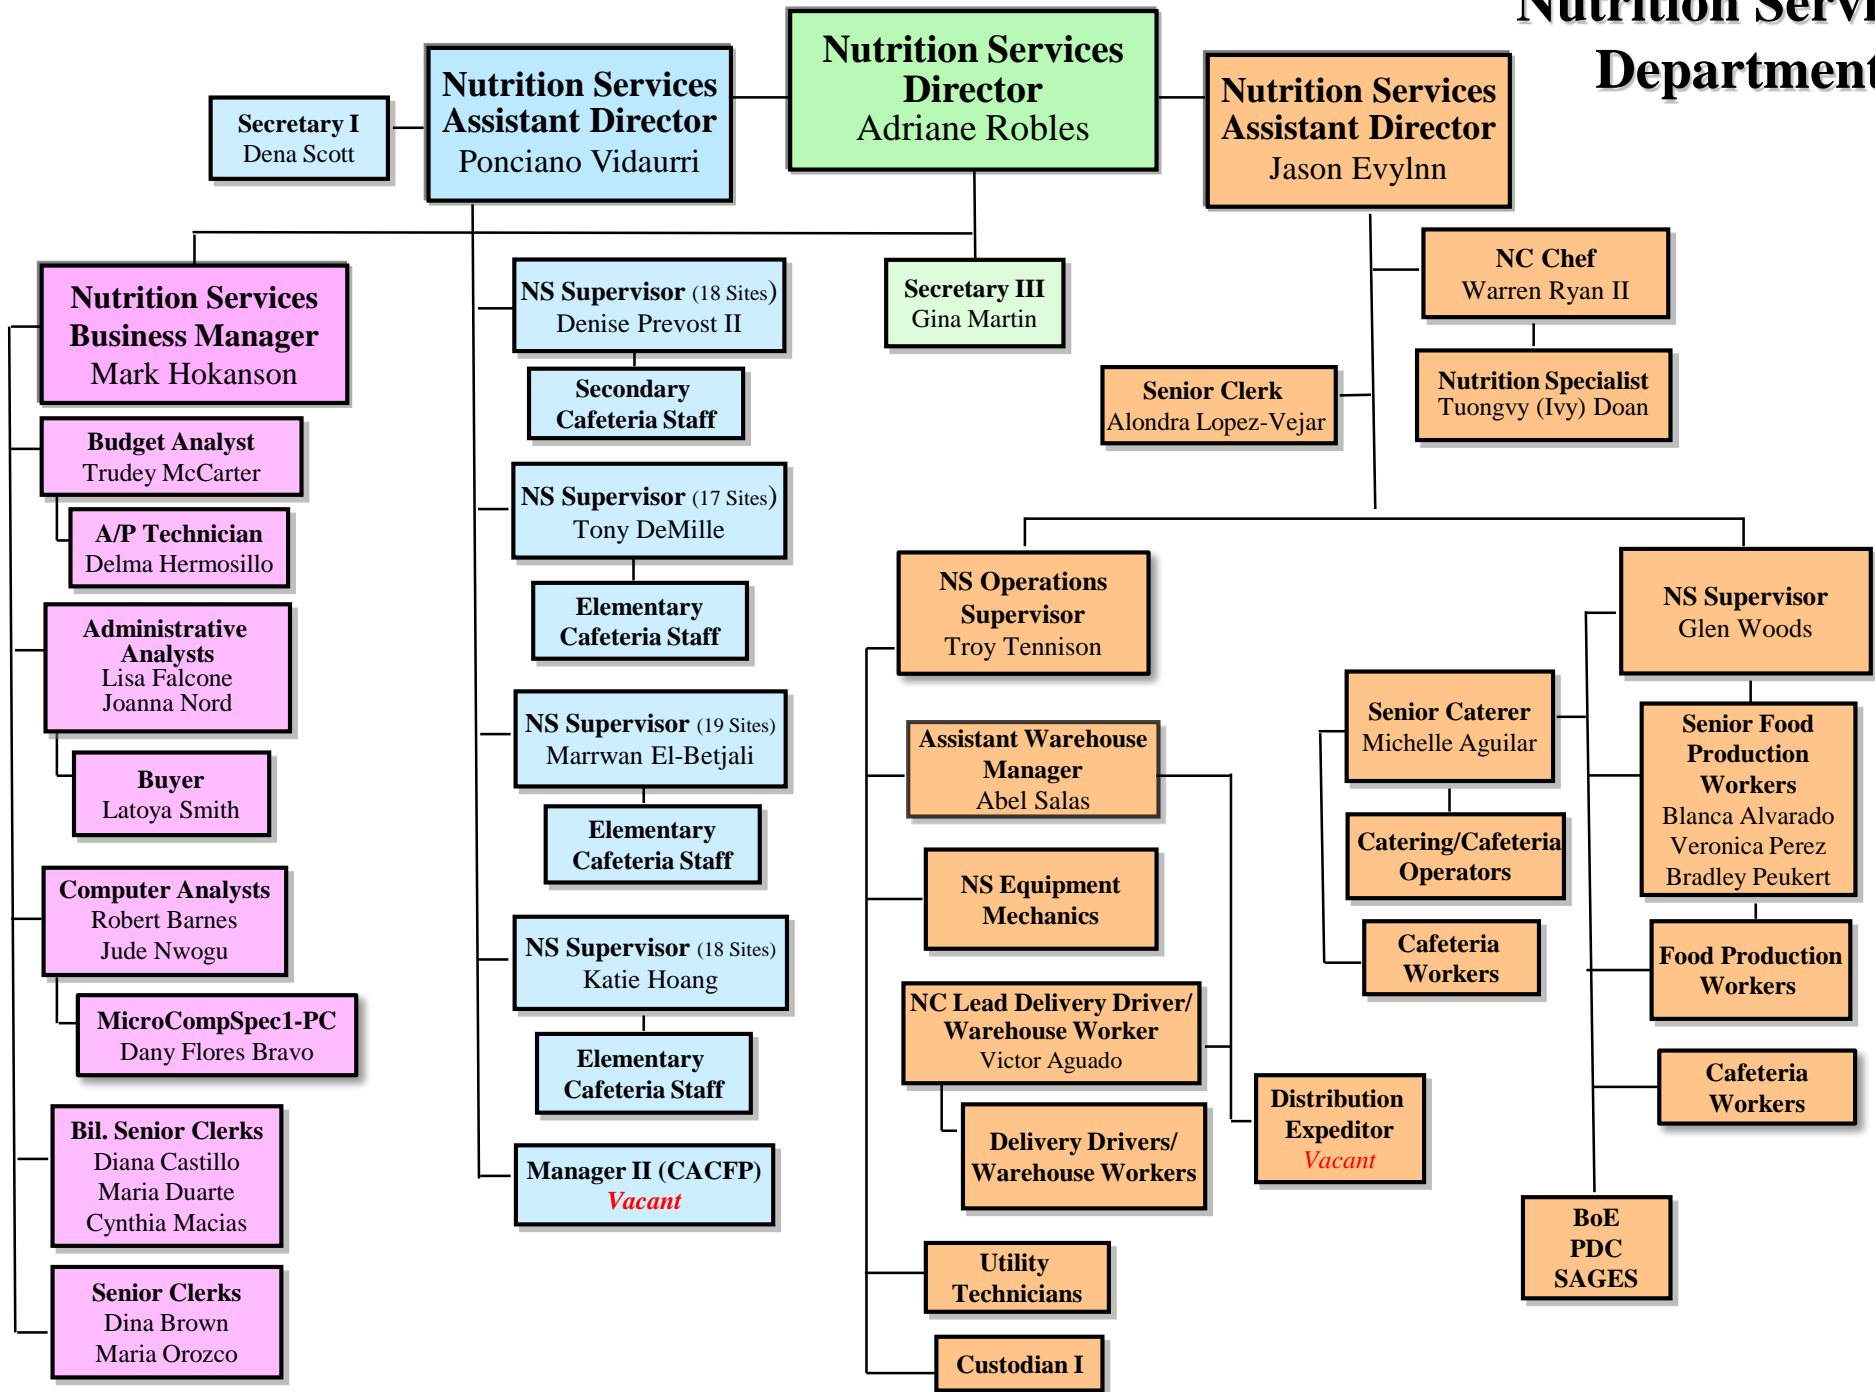 Nutrition Servi
Department
Nutrition Services
Director
Adriane Robles
Nutrition Services
Assistant Director
Ponciano Vidaurri
Secretary I
Dena Scott
Nutrition Services
Assistant Director
Jason Evylnn
Nutrition Services
Business Manager
Mark Hokanson
Budget Analyst
Trudey McCarter
A/P Technician
Delma Hermosillo
Administrative
Analysts
Lisa Falcone
Joanna Nord
Buyer
Latoya Smith
Computer Analysts
Robert Barnes
Jude Nwogu
MicroCompSpec1-PC
Dany Flores Bravo
Bil. Senior Clerks
Diana Castillo
Maria Duarte
Cynthia Macias
Senior Clerks
Dina Brown
Maria Orozco
NS Supervisor (18 Sites)
Denise Prevost II
Secondary
Cafeteria Staff
NS Supervisor (17 Sites)
Tony DeMille
Elementary
Cafeteria Staff
NS Supervisor (19 Sites)
Marrwan El-Betjali
Elementary
Cafeteria Staff
NS Supervisor (18 Sites)
Katie Hoang
Elementary
Cafeteria Staff
Manager II (CACFP)
Vacant
Secretary III
Gina Martin
NC Chef
Warren Ryan II
Nutrition Specialist
Tuongvy (Ivy) Doan
Senior Clerk
Alondra Lopez-Vejar
NS Operations
Supervisor
Troy Tennison
Assistant Warehouse
Manager
Abel Salas
NS Equipment
Mechanics
NC Lead Delivery Driver/
Warehouse Worker
Victor Aguado
Delivery Drivers/
Warehouse Workers
Distribution
Expeditor
Vacant
Utility
Technicians
Custodian I
NS Supervisor
Glen Woods
Senior Caterer
Michelle Aguilar
Catering/Cafeteria
Operators
Cafeteria
Workers
Senior Food
Production
Workers
Blanca Alvarado
Veronica Perez
Bradley Peukert
Food Production
Workers
Cafeteria
Workers
BoE
PDC
SAGES